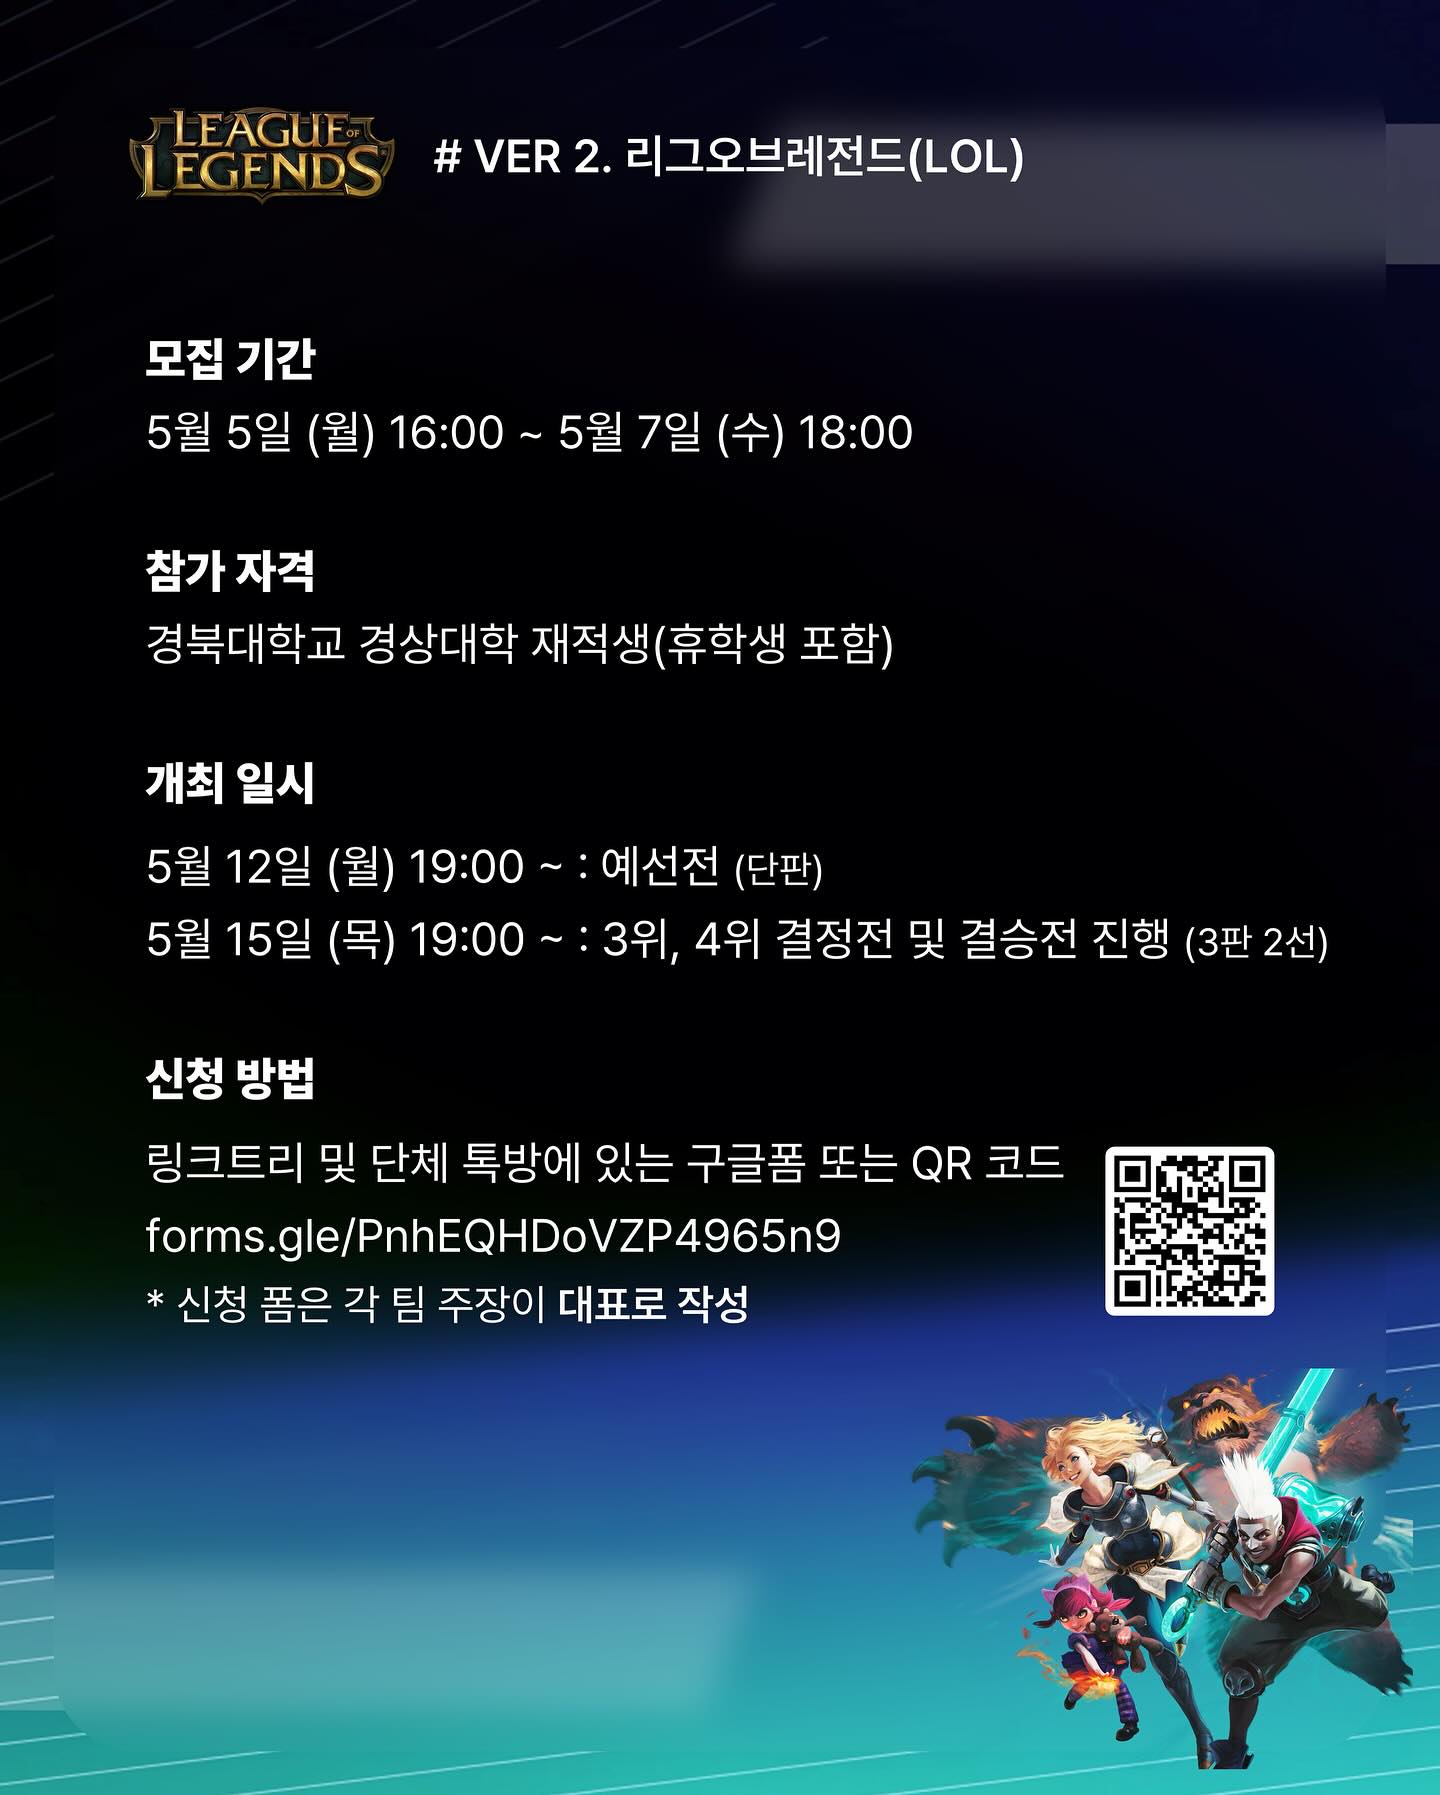 LEAGUE OF LEGENDS
# VER 2. 리그오브레전드(LOL)
모집 기간
5월 5일 (월) 16:00 ~ 5월 7일 (수) 18:00
참가 자격
경북대학교 경상대학 재적생(휴학생 포함)
개최 일시
5월 12일 (월) 19:00 ~ : 예선전 (단판)
5월 15일 (목) 19:00 ~ : 3위, 4위 결정전 및 결승전 진행 (3판 2선)
신청 방법
링크트리 및 단체 톡방에 있는 구글폼 또는 QR 코드
forms.gle/PnhEQHDoVZP4965n9
* 신청 폼은 각 팀 주장이 대표로 작성